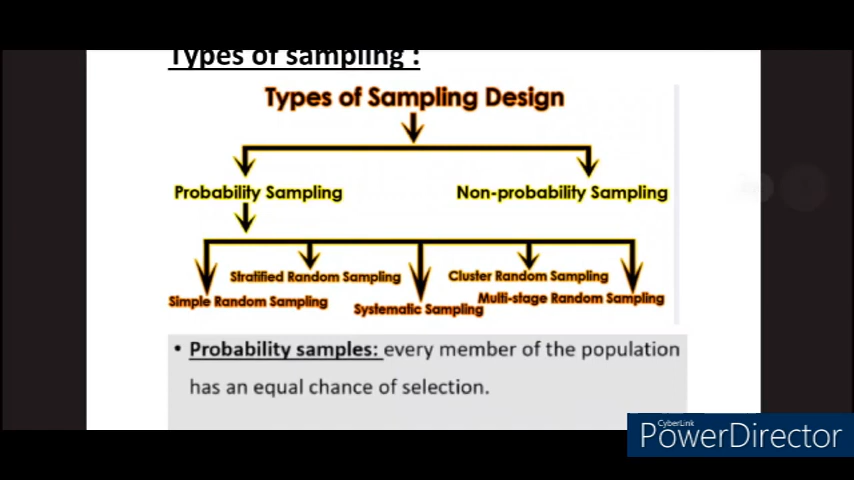 Types of sampling :
Types of Sampling Design
Probability Sampling
Non-probability Sampling
Stratified Random Sampling
Cluster Random Sampling
Simple Random Sampling
Systematic Sampling
Multi-stage Random Sampling
• Probability samples: every member of the population
has an equal chance of selection.
CyberLink
PowerDirector